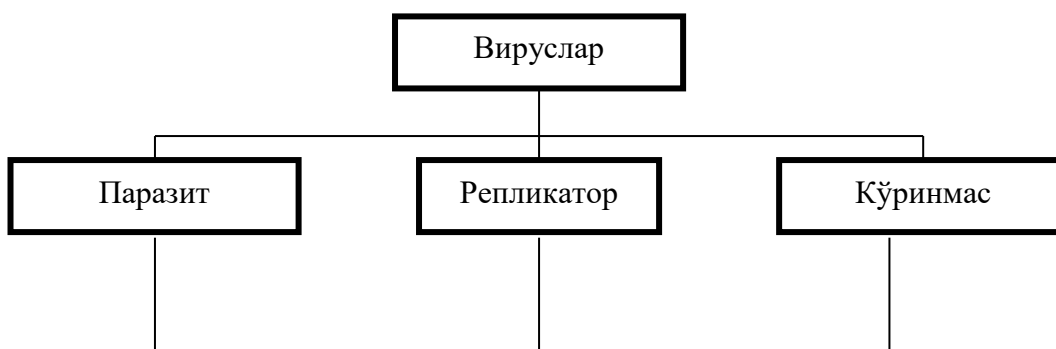 Вируслар
Паразит
Репликатор
Кўринмас